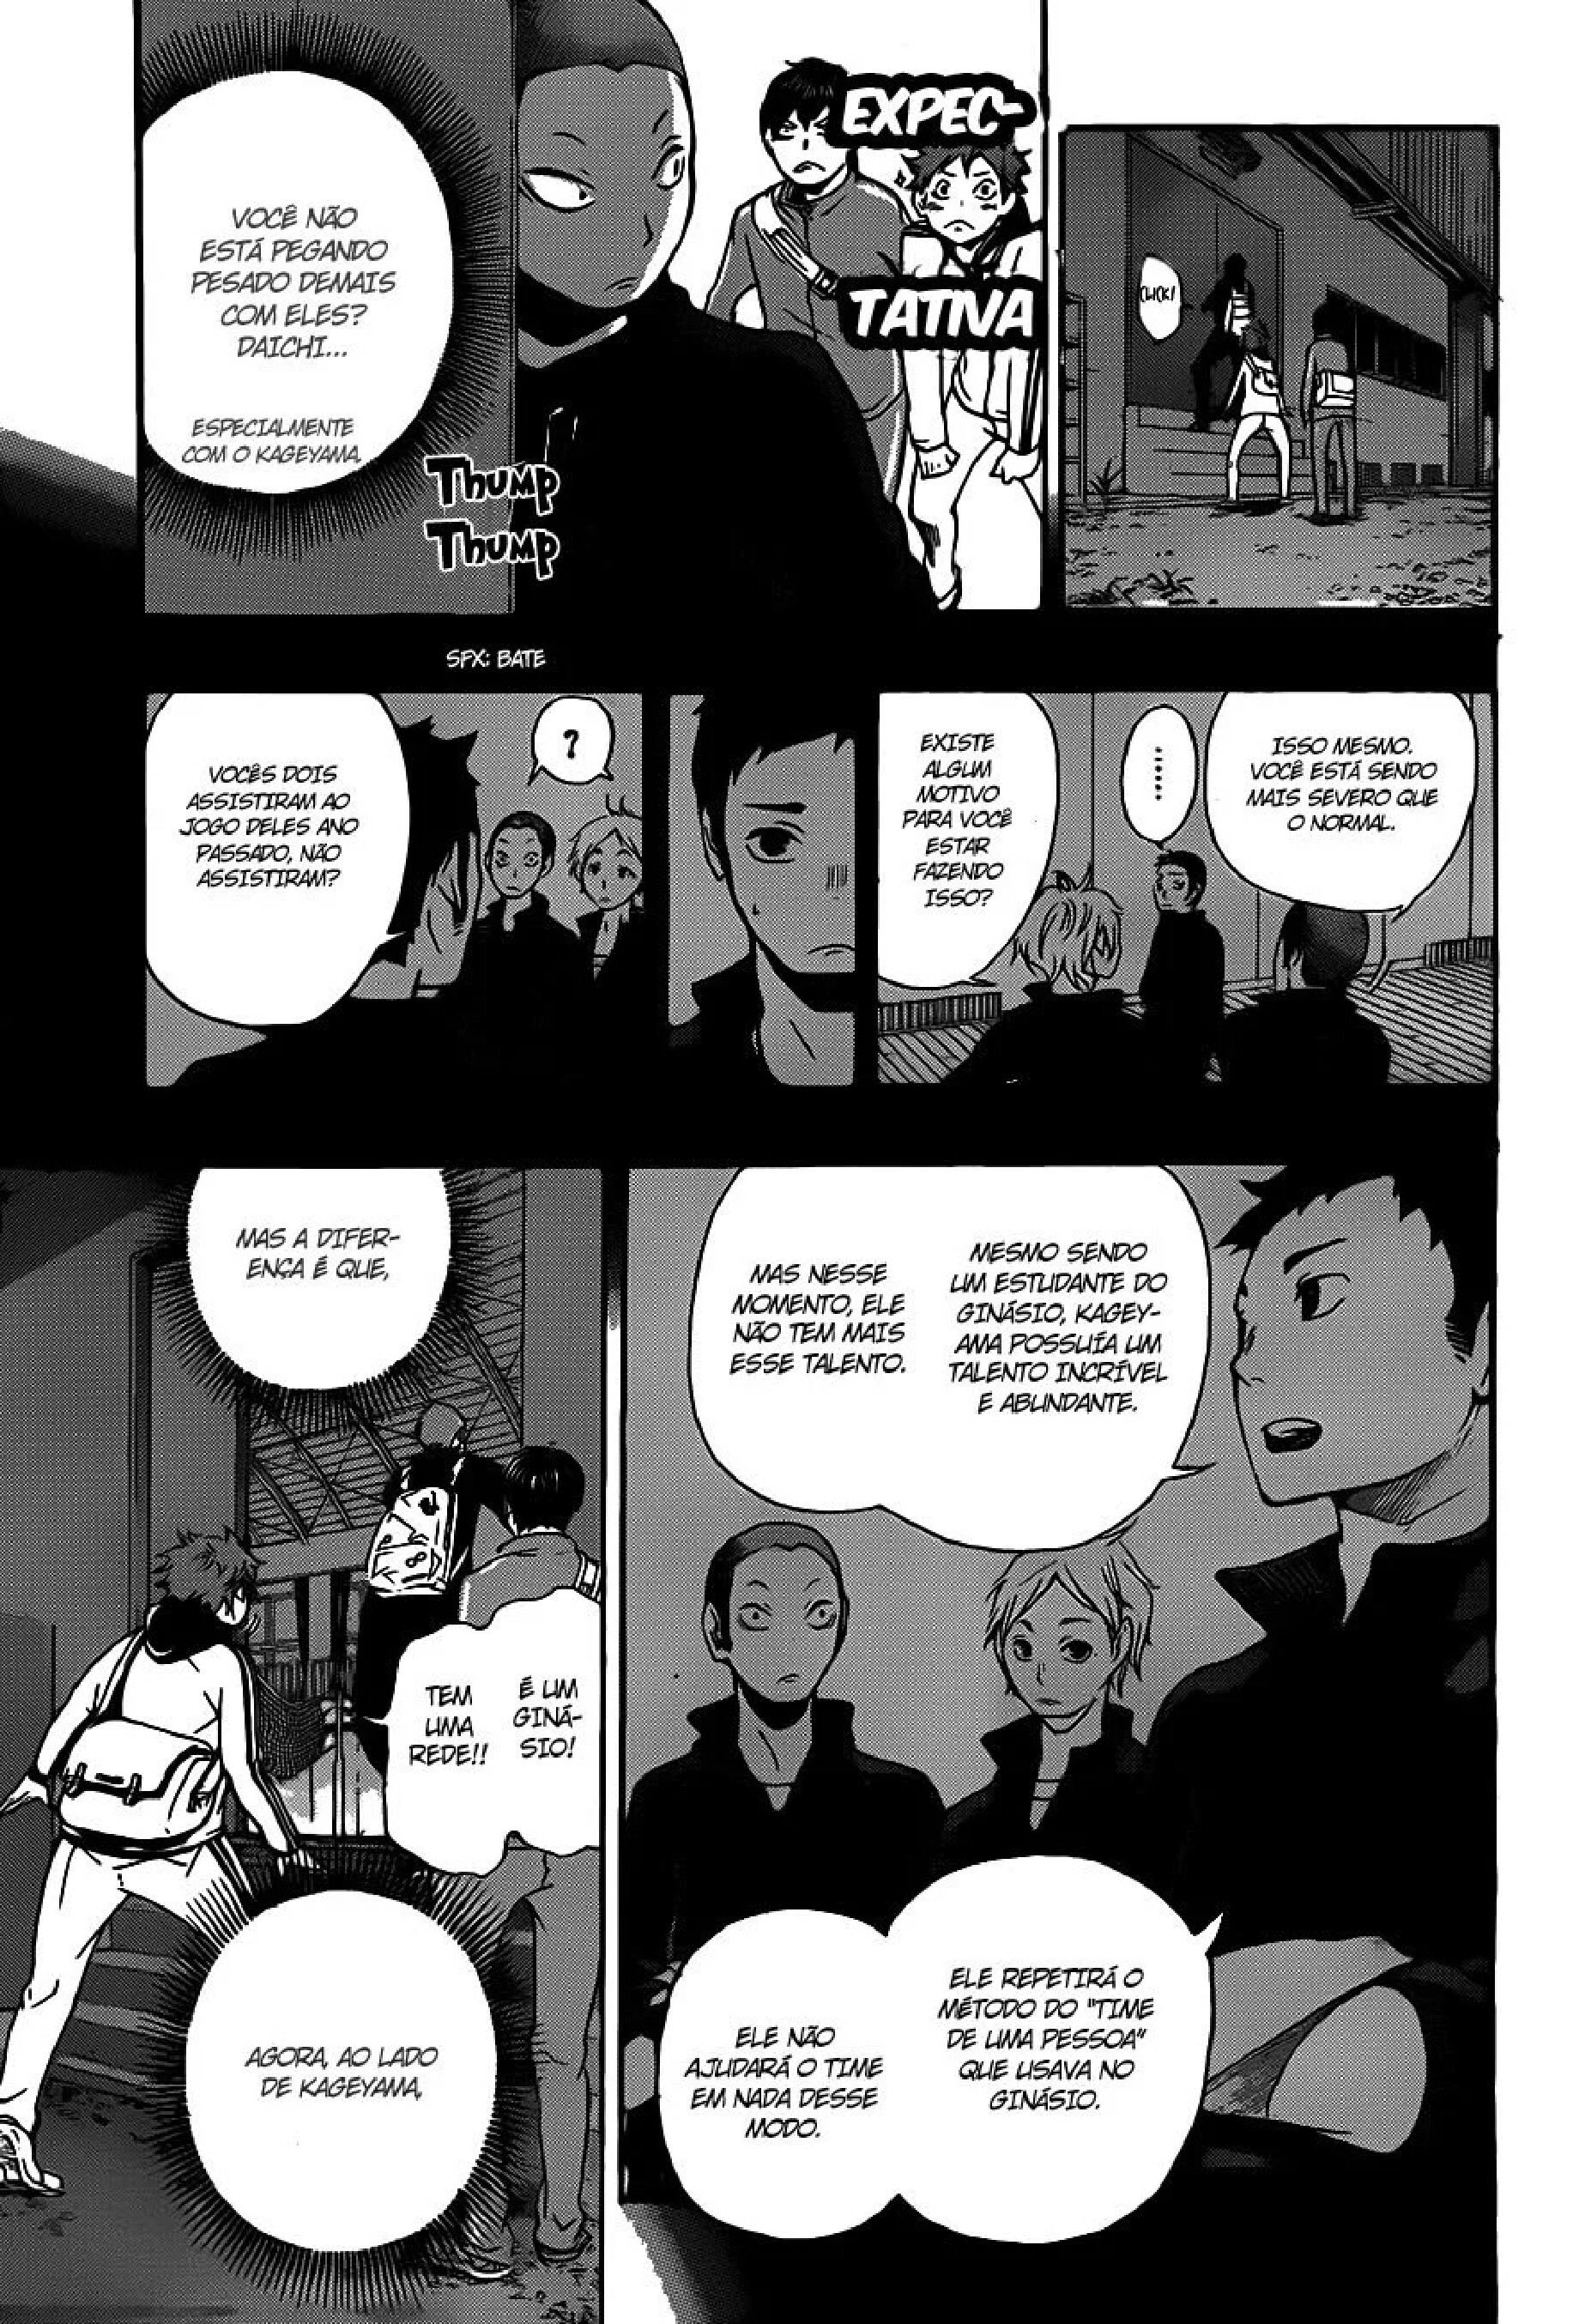 CLICK!
EXPEC-
TATIVA
VOCÊ NÃO
ESTÁ PEGANDO
PESADO DEMAIS
COM ELES?
DAICHI...
ESPECIALMENTE
COM O KAGEYAMA.
THUMP
THUMP
SFX: BATE
ISSO MESMO.
VOCÊ ESTÁ SENDO
MAIS SEVERO QUE
O NORMAL.
......
EXISTE
ALGUM
MOTIVO
PARA VOCÊ
ESTAR
FAZENDO
ISSO?
?
VOCÊS DOIS
ASSISTIRAM AO
JOGO DELES ANO
PASSADO, NÃO
ASSISTIRAM?
MESMO SENDO
UM ESTUDANTE DO
GINÁSIO, KAGEY-
AMA POSSUÍA UM
TALENTO INCRÍVEL
E ABUNDANTE.
MAS NESSE
MOMENTO, ELE
NÃO TEM MAIS
ESSE TALENTO.
ELE REPETIRÁ O
MÉTODO DO "TIME
DE UMA PESSOA"
QUE USAVA NO
GINÁSIO.
ELE NÃO
AJUDARÁ O TIME
EM NADA DESSE
MODO.
MAS A DIFER-
ENÇA É QUE,
É UM
GINÁ-
SIO!
TEM
UMA
REDE!!
AGORA, AO LADO
DE KAGEYAMA,